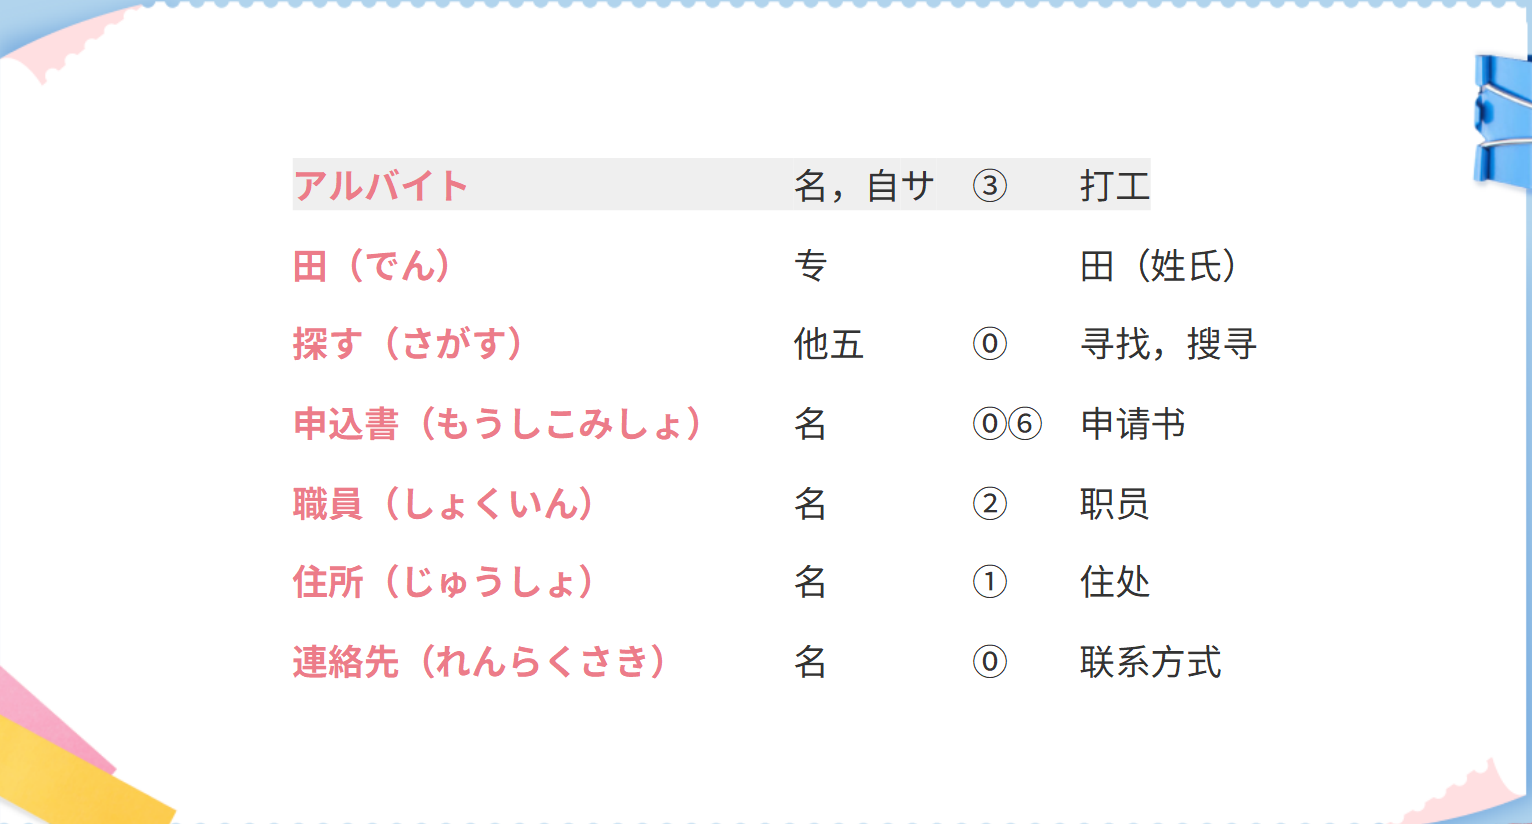 アルバイト 名，自サ ③ 打工
田（でん） 专 田（姓氏）
探す（さがす） 他五 ⓪ 寻找，搜寻
申込書（もうしこみしょ） 名 ⓪⑥ 申请书
職員（しょくいん） 名 ② 职员
住所（じゅうしょ） 名 ① 住处
連絡先（れんらくさき） 名 ⓪ 联系方式